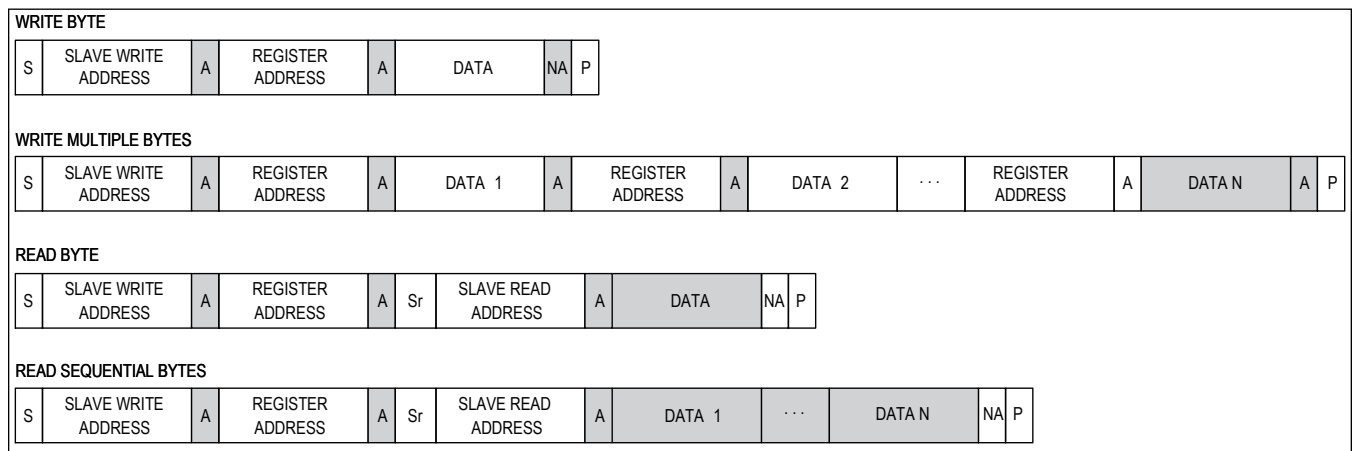 WRITE BYTE
S SLAVE WRITE ADDRESS A REGISTER ADDRESS A DATA NA P
WRITE MULTIPLE BYTES
S SLAVE WRITE ADDRESS A REGISTER ADDRESS A DATA 1 A REGISTER ADDRESS A DATA 2 . . . REGISTER ADDRESS A DATA N A P
READ BYTE
S SLAVE WRITE ADDRESS A REGISTER ADDRESS A Sr SLAVE READ ADDRESS A DATA NA P
READ SEQUENTIAL BYTES
S SLAVE WRITE ADDRESS A REGISTER ADDRESS A Sr SLAVE READ ADDRESS A DATA 1 . . . DATA N NA P